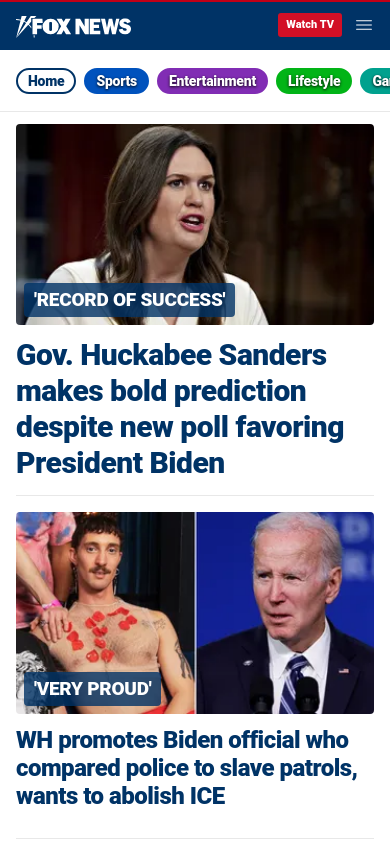 FOX NEWS
Watch TV
Home
Sports
Entertainment
Lifestyle
Ga
'RECORD OF SUCCESS'
Gov. Huckabee Sanders
makes bold prediction
despite new poll favoring
President Biden
'VERY PROUD'
WH promotes Biden official who
compared police to slave patrols,
wants to abolish ICE